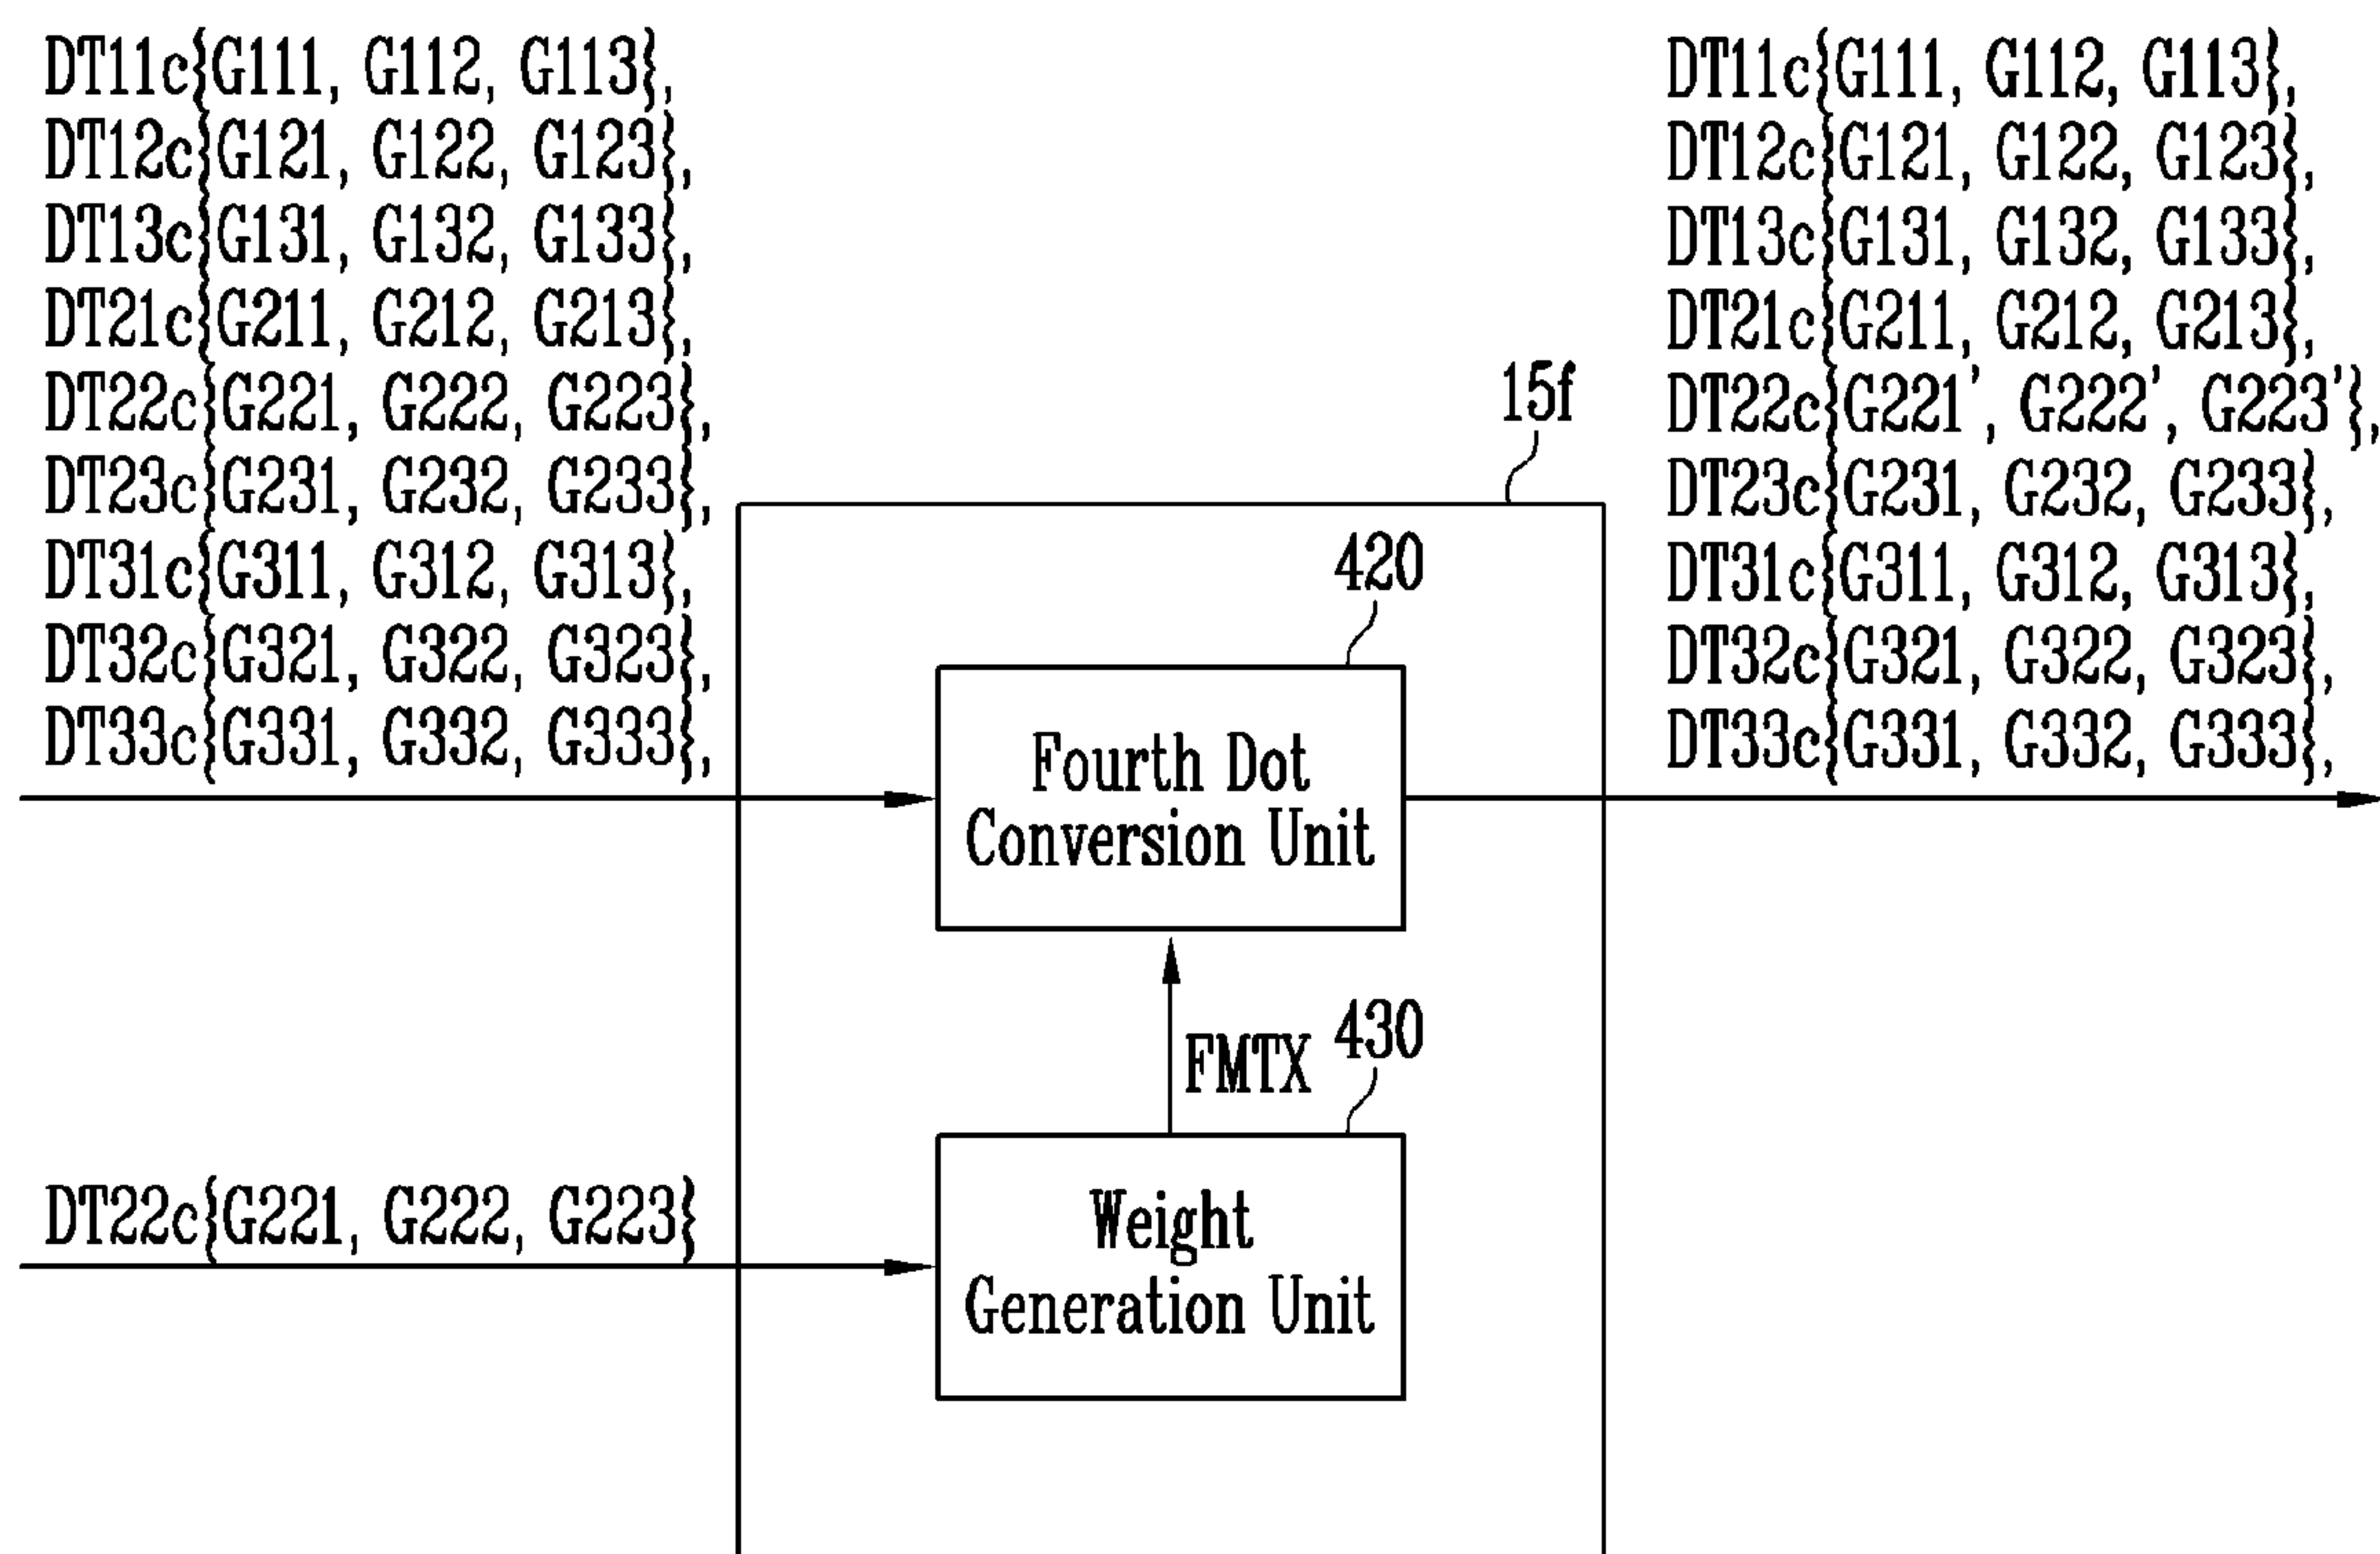 DT11c{G111, G112, G113},
DT12c{G121, G122, G123},
DT13c{G131, G132, G133},
DT21c{G211, G212, G213},
DT22c{G221, G222, G223},
DT23c{G231, G232, G233},
DT31c{G311, G312, G313},
DT32c{G321, G322, G323},
DT33c{G331, G332, G333},
DT22c{G221, G222, G223}
15f
420
Fourth Dot
Conversion Unit
FMTX
430
Weight
Generation Unit
DT11c{G111, G112, G113},
DT12c{G121, G122, G123},
DT13c{G131, G132, G133},
DT21c{G211, G212, G213},
DT22c{G221', G222', G223'},
DT23c{G231, G232, G233},
DT31c{G311, G312, G313},
DT32c{G321, G322, G323},
DT33c{G331, G332, G333},